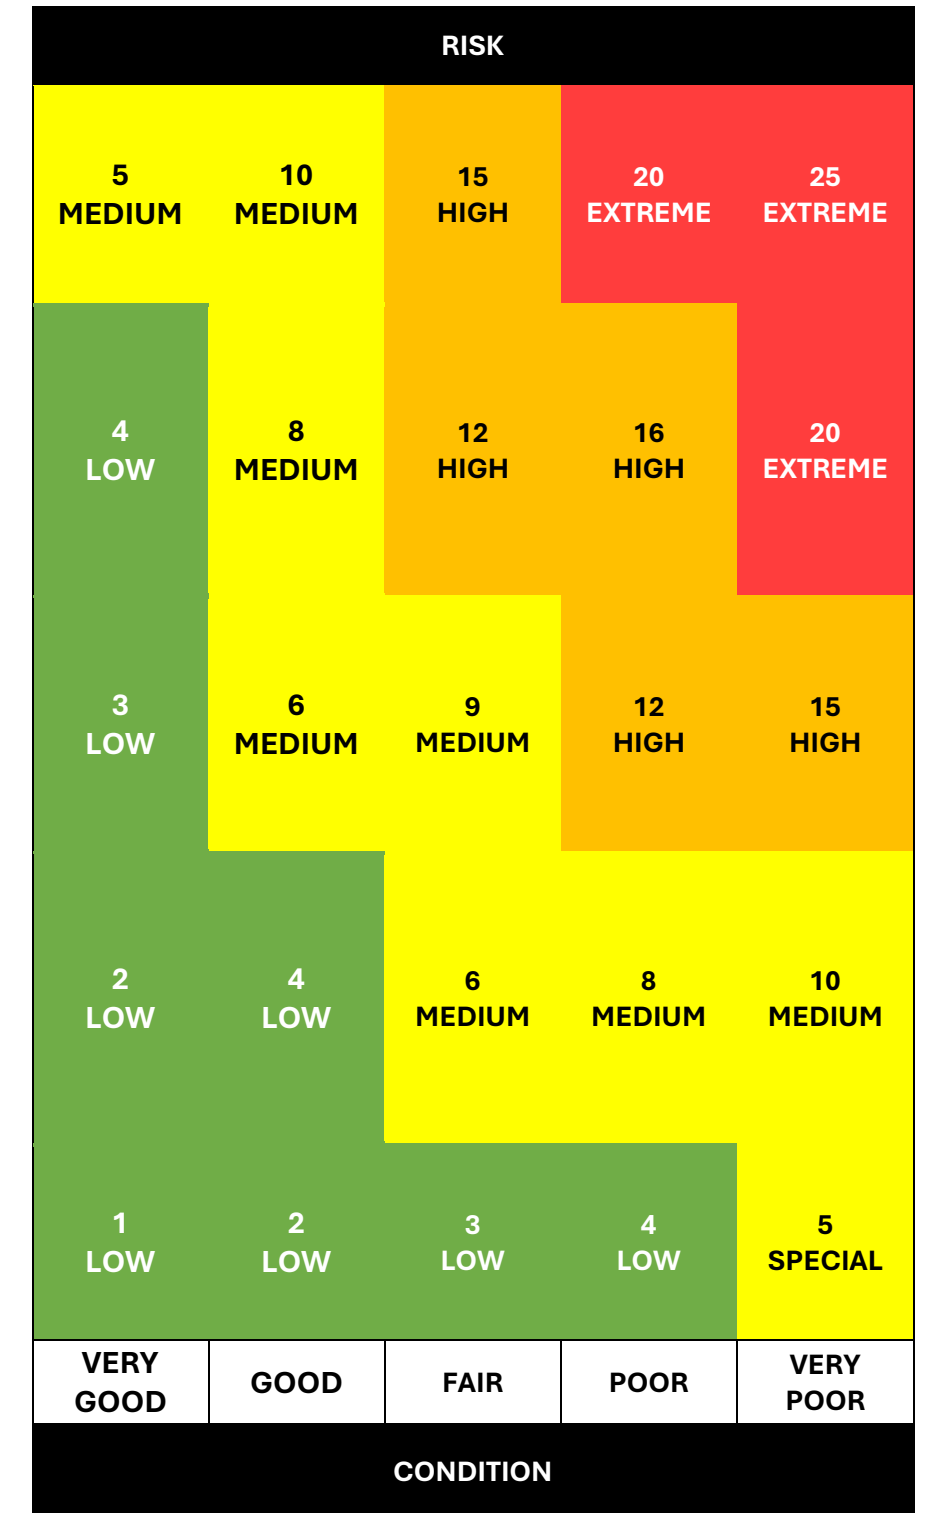 RISK
5 10 15 20 25
MEDIUM MEDIUM HIGH EXTREME EXTREME
4 8 12 16 20
LOW MEDIUM HIGH HIGH EXTREME
3 6 9 12 15
LOW MEDIUM MEDIUM HIGH HIGH
2 4 6 8 10
LOW LOW MEDIUM MEDIUM MEDIUM
1 2 3 4 5
LOW LOW LOW LOW SPECIAL
VERY GOOD GOOD FAIR POOR VERY POOR
CONDITION